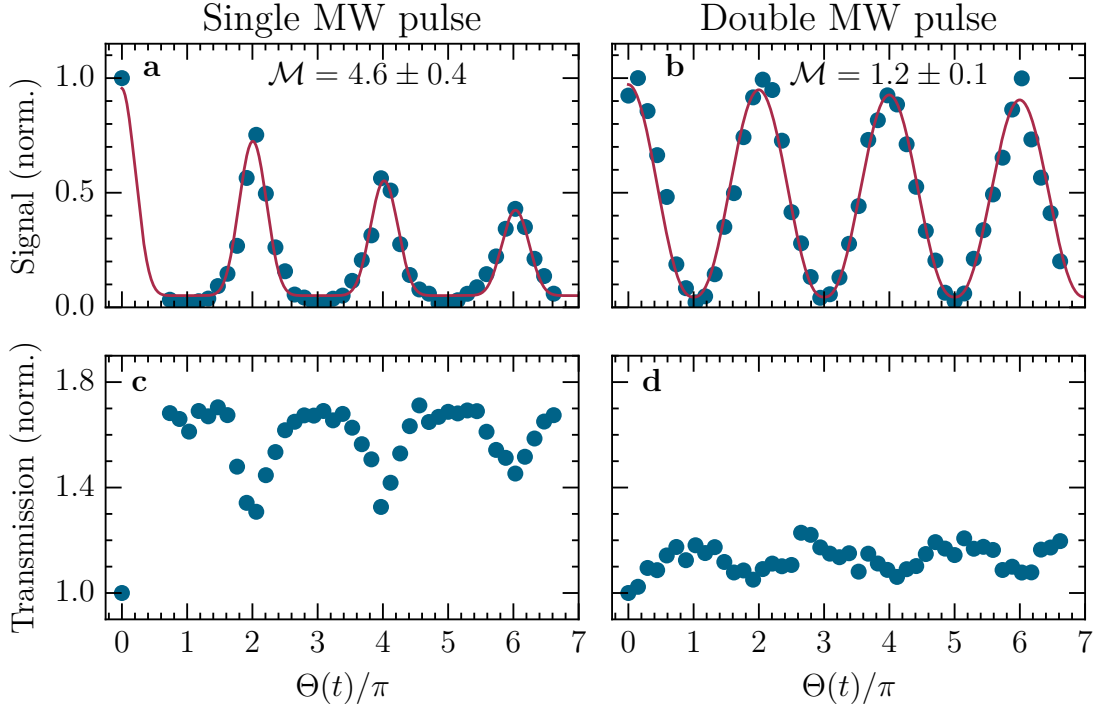 Single MW pulse
Double MW pulse
a
ℳ = 4.6 ± 0.4
b
ℳ = 1.2 ± 0.1
Signal (norm.)
1.0
0.5
0.0
c
d
Transmission (norm.)
1.8
1.4
1.0
0 1 2 3 4 5 6 7
0 1 2 3 4 5 6 7
Θ(t)/π
Θ(t)/π